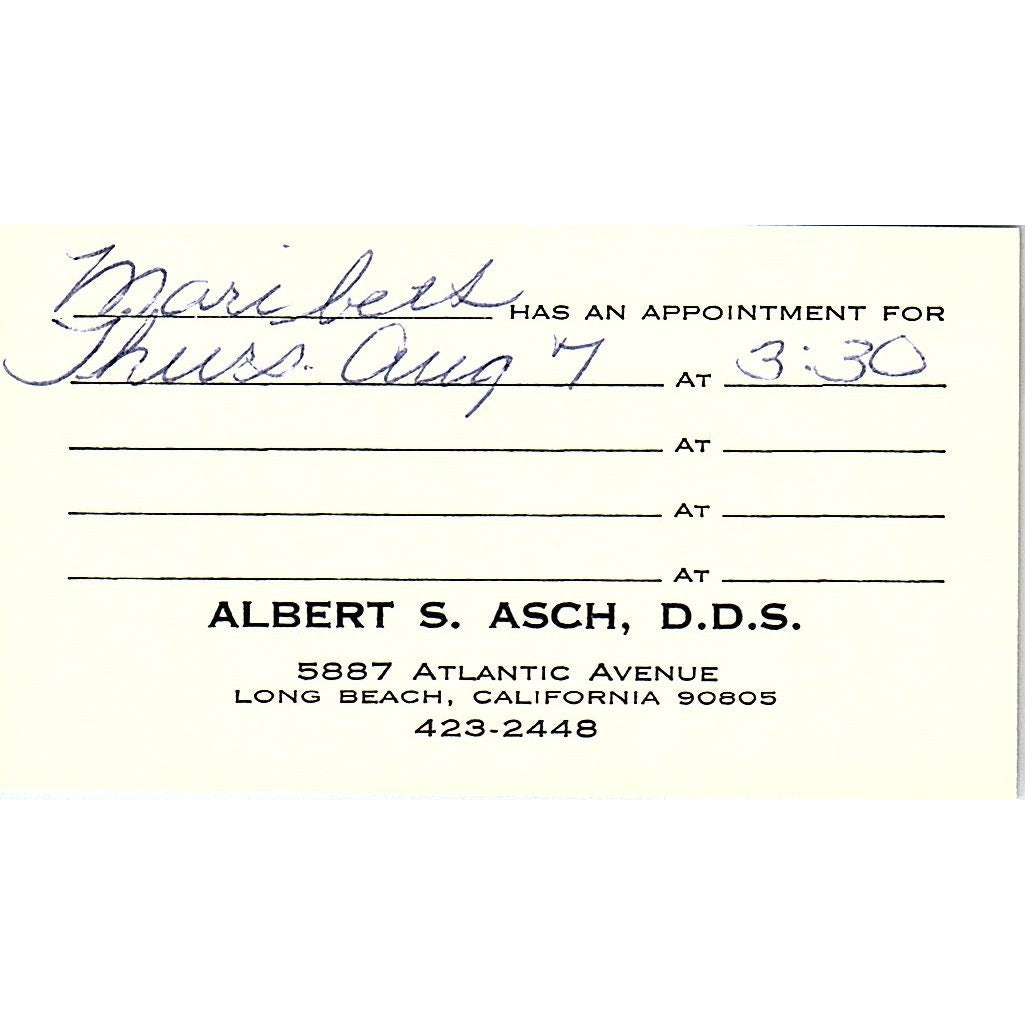 Maribeth HAS AN APPOINTMENT FOR
Thurs. Aug 7 AT 3:30
AT
AT
AT
ALBERT S. ASCH, D.D.S.
5887 ATLANTIC AVENUE
LONG BEACH, CALIFORNIA 90805
423-2448